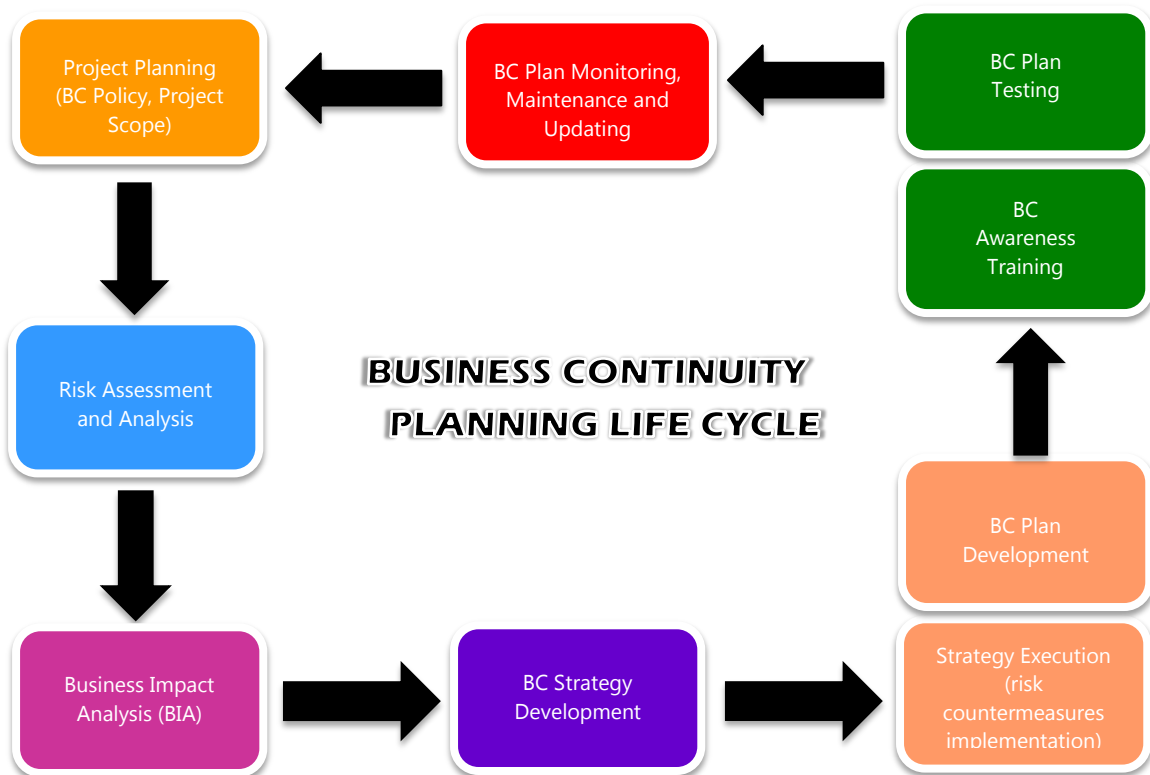 Project Planning
(BC Policy, Project
Scope)
BC Plan Monitoring,
Maintenance and
Updating
BC Plan
Testing
BC
Awareness
Training
Risk Assessment
and Analysis
BUSINESS CONTINUITY
PLANNING LIFE CYCLE
BC Plan
Development
Business Impact
Analysis (BIA)
BC Strategy
Development
Strategy Execution
(risk
countermeasures
implementation)